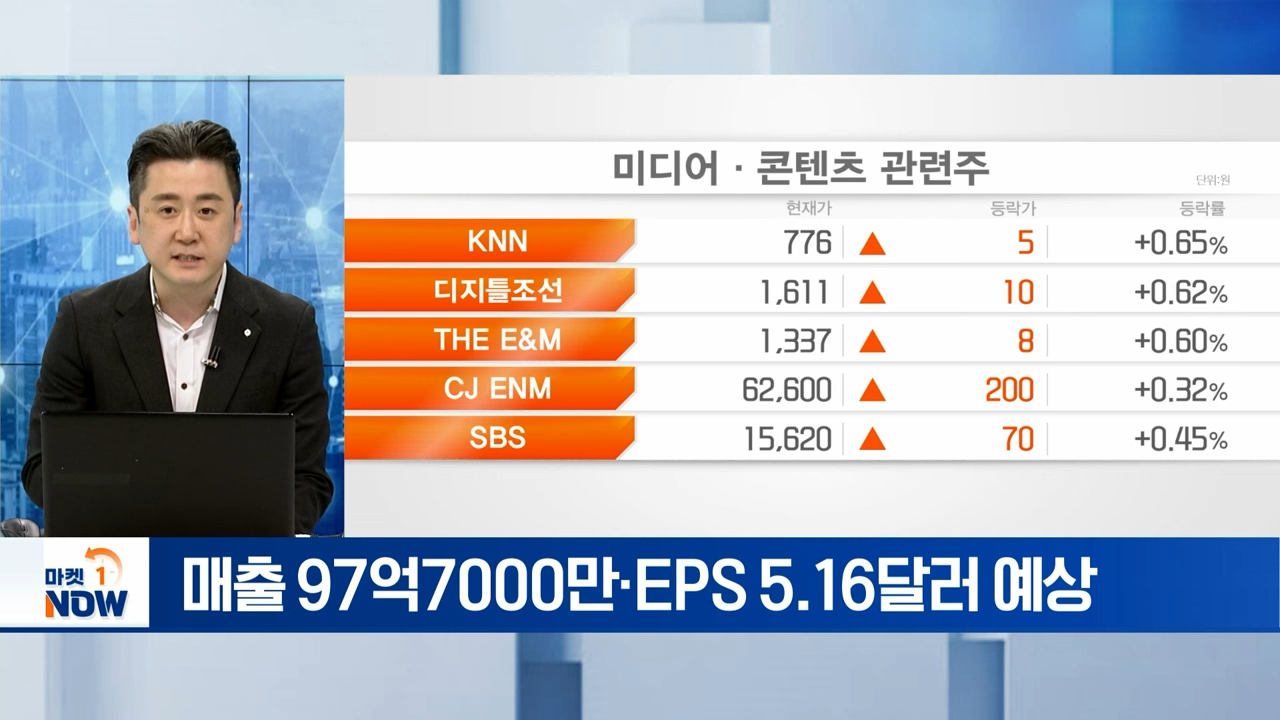 미디어 · 콘텐츠 관련주
단위:원
현재가 등락가 등락률
KNN 776 ▲ 5 +0.65%
디지틀조선 1,611 ▲ 10 +0.62%
THE E&M 1,337 ▲ 8 +0.60%
CJ ENM 62,600 ▲ 200 +0.32%
SBS 15,620 ▲ 70 +0.45%
마켓 1
NOW
매출 97억7000만·EPS 5.16달러 예상